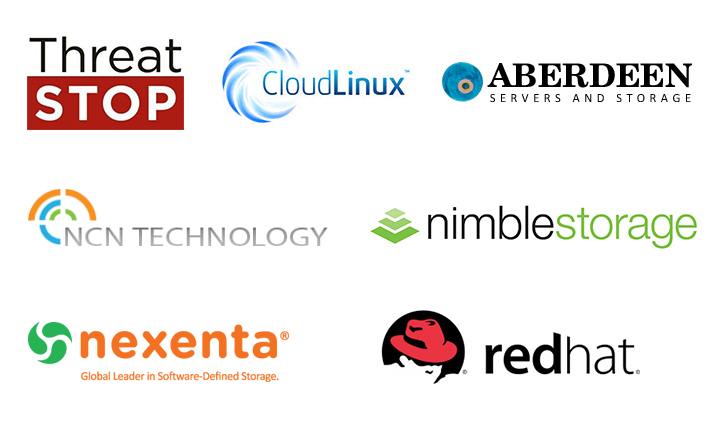 Threat
STOP
CloudLinux™
ABERDEEN
SERVERS AND STORAGE
NCN TECHNOLOGY
nimblestorage
nexenta®
Global Leader in Software-Defined Storage.
redhat®